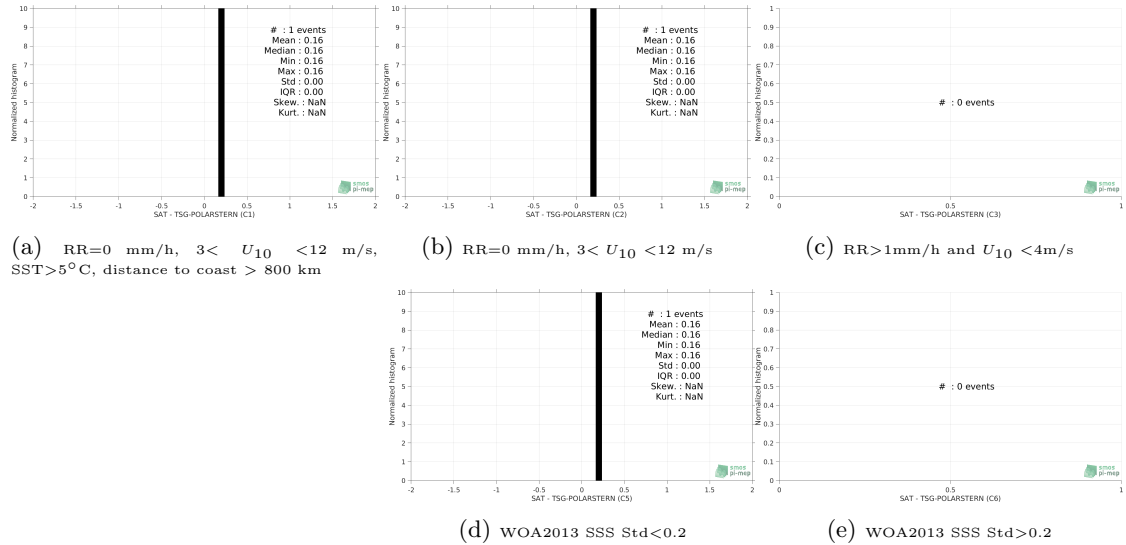 10
9
8
7
6
5
4
3
2
1
0
Normalized histogram
# : 1 events
Mean : 0.16
Median : 0.16
Min : 0.16
Max : 0.16
Std : 0.00
IQR : 0.00
Skew. : NaN
Kurt. : NaN
smos
pi-mep
-2 -1.5 -1 -0.5 0 0.5 1 1.5 2
SAT - TSG-POLARSTERN (C1)
(a) RR=0 mm/h, 3< U10 <12 m/s,
SST>5°C, distance to coast > 800 km
10
9
8
7
6
5
4
3
2
1
0
Normalized histogram
# : 1 events
Mean : 0.16
Median : 0.16
Min : 0.16
Max : 0.16
Std : 0.00
IQR : 0.00
Skew. : NaN
Kurt. : NaN
smos
pi-mep
-2 -1.5 -1 -0.5 0 0.5 1 1.5 2
SAT - TSG-POLARSTERN (C2)
(b) RR=0 mm/h, 3< U10 <12 m/s
1
0.9
0.8
0.7
0.6
0.5
0.4
0.3
0.2
0.1
0
Normalized histogram
# : 0 events
smos
pi-mep
0 0.5 1
SAT - TSG-POLARSTERN (C3)
(c) RR>1mm/h and U10 <4m/s
10
9
8
7
6
5
4
3
2
1
0
Normalized histogram
# : 1 events
Mean : 0.16
Median : 0.16
Min : 0.16
Max : 0.16
Std : 0.00
IQR : 0.00
Skew. : NaN
Kurt. : NaN
smos
pi-mep
-2 -1.5 -1 -0.5 0 0.5 1 1.5 2
SAT - TSG-POLARSTERN (C5)
(d) WOA2013 SSS Std<0.2
1
0.9
0.8
0.7
0.6
0.5
0.4
0.3
0.2
0.1
0
Normalized histogram
# : 0 events
smos
pi-mep
0 0.5 1
SAT - TSG-POLARSTERN (C6)
(e) WOA2013 SSS Std>0.2